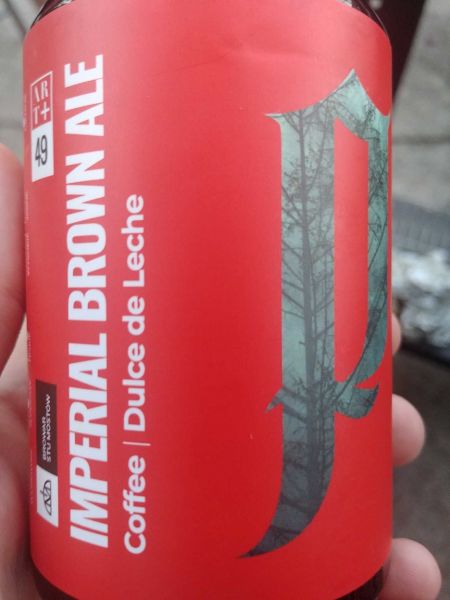 ART+
49
BROWAR
STU MOSTÓW
IMPERIAL BROWN ALE
Coffee | Dulce de Leche